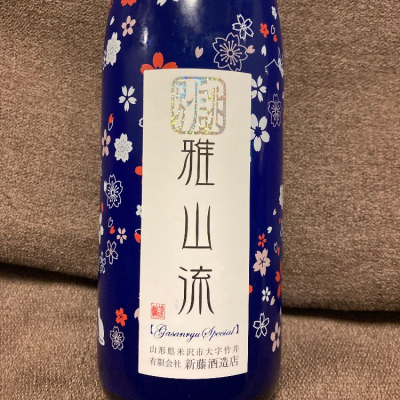 雅山流
【Gasanryu Special】
山形県米沢市大字竹井
有限会社 新藤酒造店